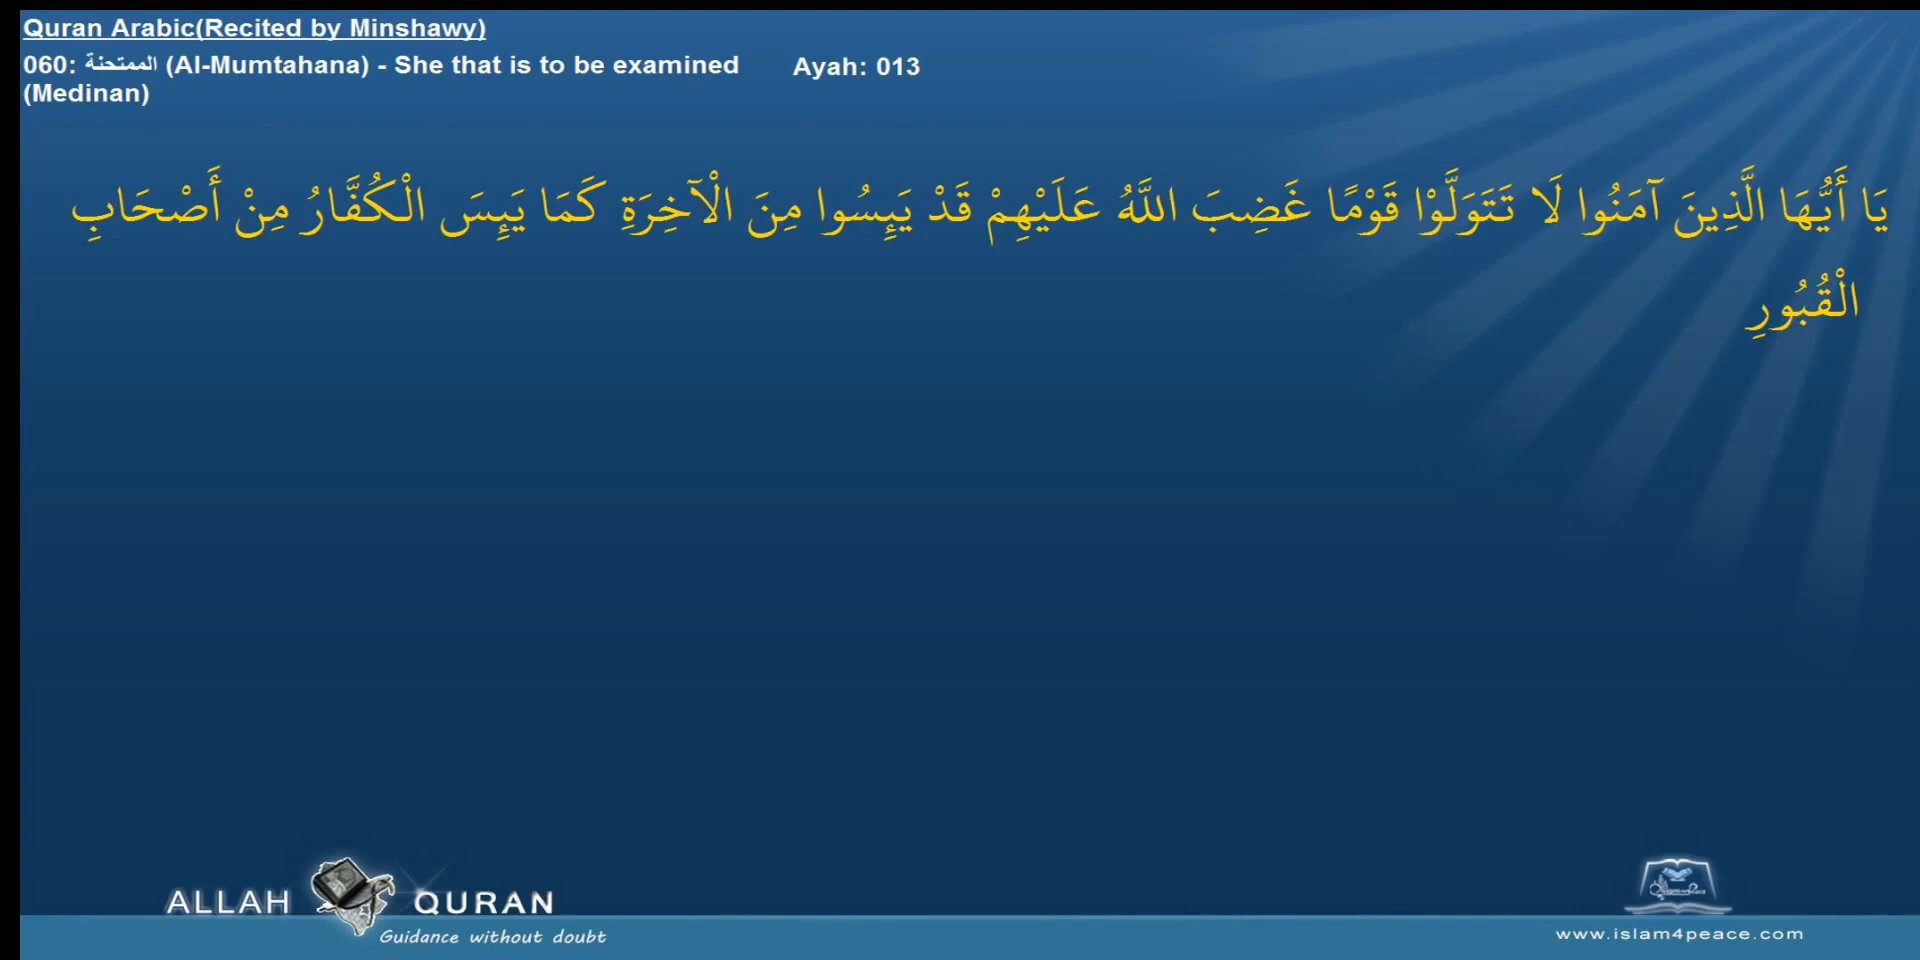 Quran Arabic(Recited by Minshawy)
060: الممتحنة (Al-Mumtahana) - She that is to be examined Ayah: 013
(Medinan)
يَا أَيُّهَا الَّذِينَ آمَنُوا لَا تَتَوَلَّوْا قَوْمًا غَضِبَ اللَّهُ عَلَيْهِمْ قَدْ يَئِسُوا مِنَ الْآخِرَةِ كَمَا يَئِسَ الْكُفَّارُ مِنْ أَصْحَابِ
الْقُبُورِ
ALLAH QURAN
Guidance without doubt
www.islam4peace.com